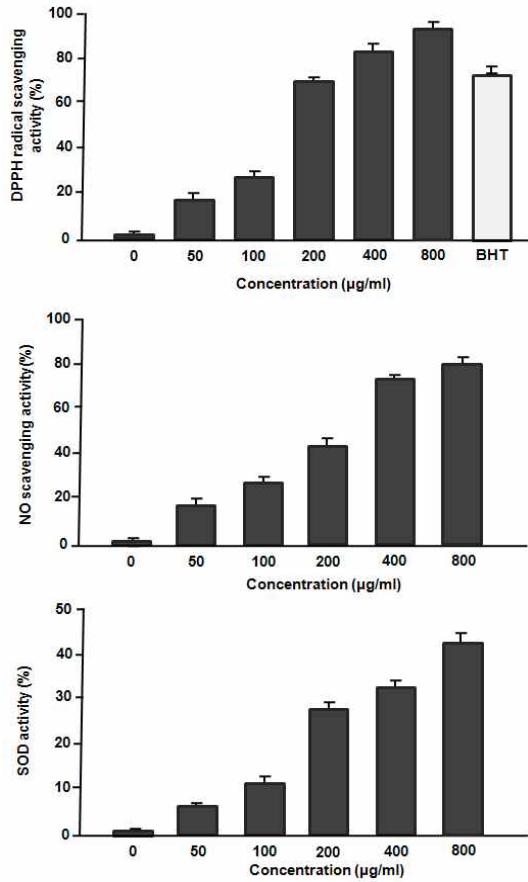 DPPH radical scavenging
activity (%)
100
80
60
40
20
0
0 50 100 200 400 800 BHT
Concentration (µg/ml)
NO scavenging activity(%)
100
80
60
40
20
0
0 50 100 200 400 800
Concentration (µg/ml)
SOD activity (%)
50
40
30
20
10
0
0 50 100 200 400 800
Concentration (µg/ml)